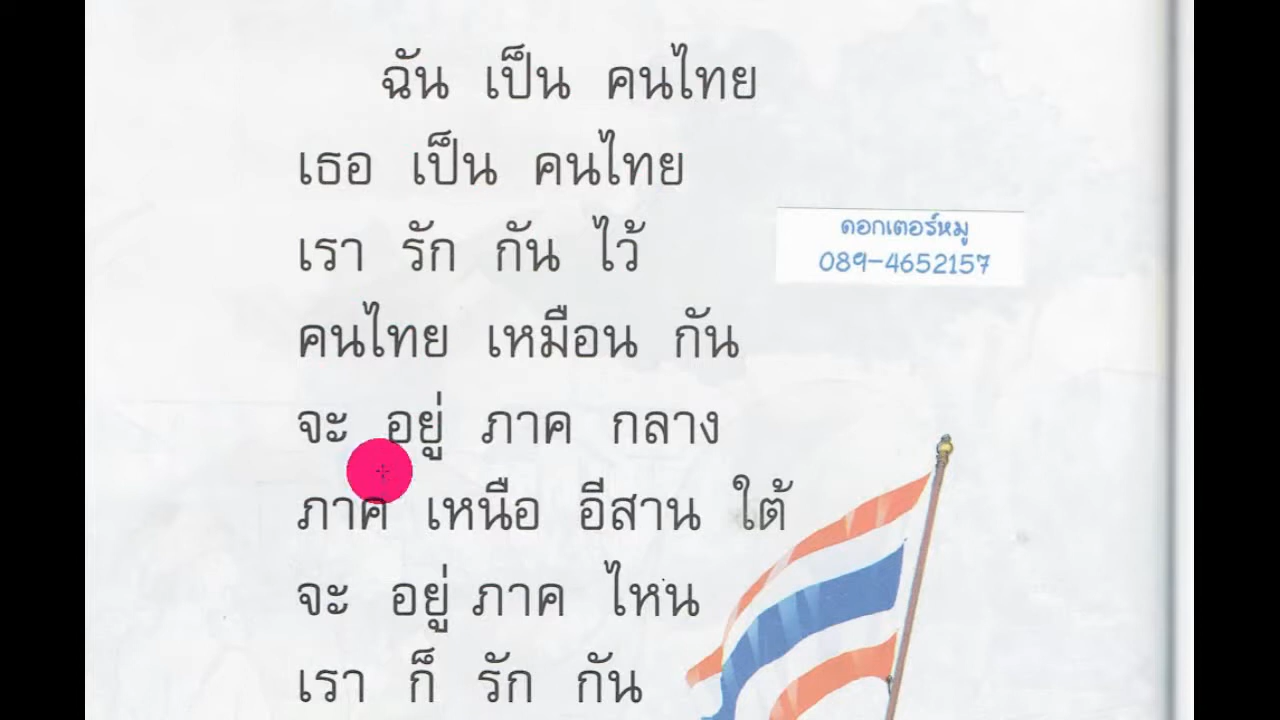 ฉัน เป็น คนไทย
เธอ เป็น คนไทย
เรา รัก กัน ไว้
คนไทย เหมือน กัน
จะ อยู่ ภาค กลาง
ภาค เหนือ อีสาน ใต้
จะ อยู่ ภาค ไหน
เรา ก็ รัก กัน
ดอกเตอร์หมู
089-4652157